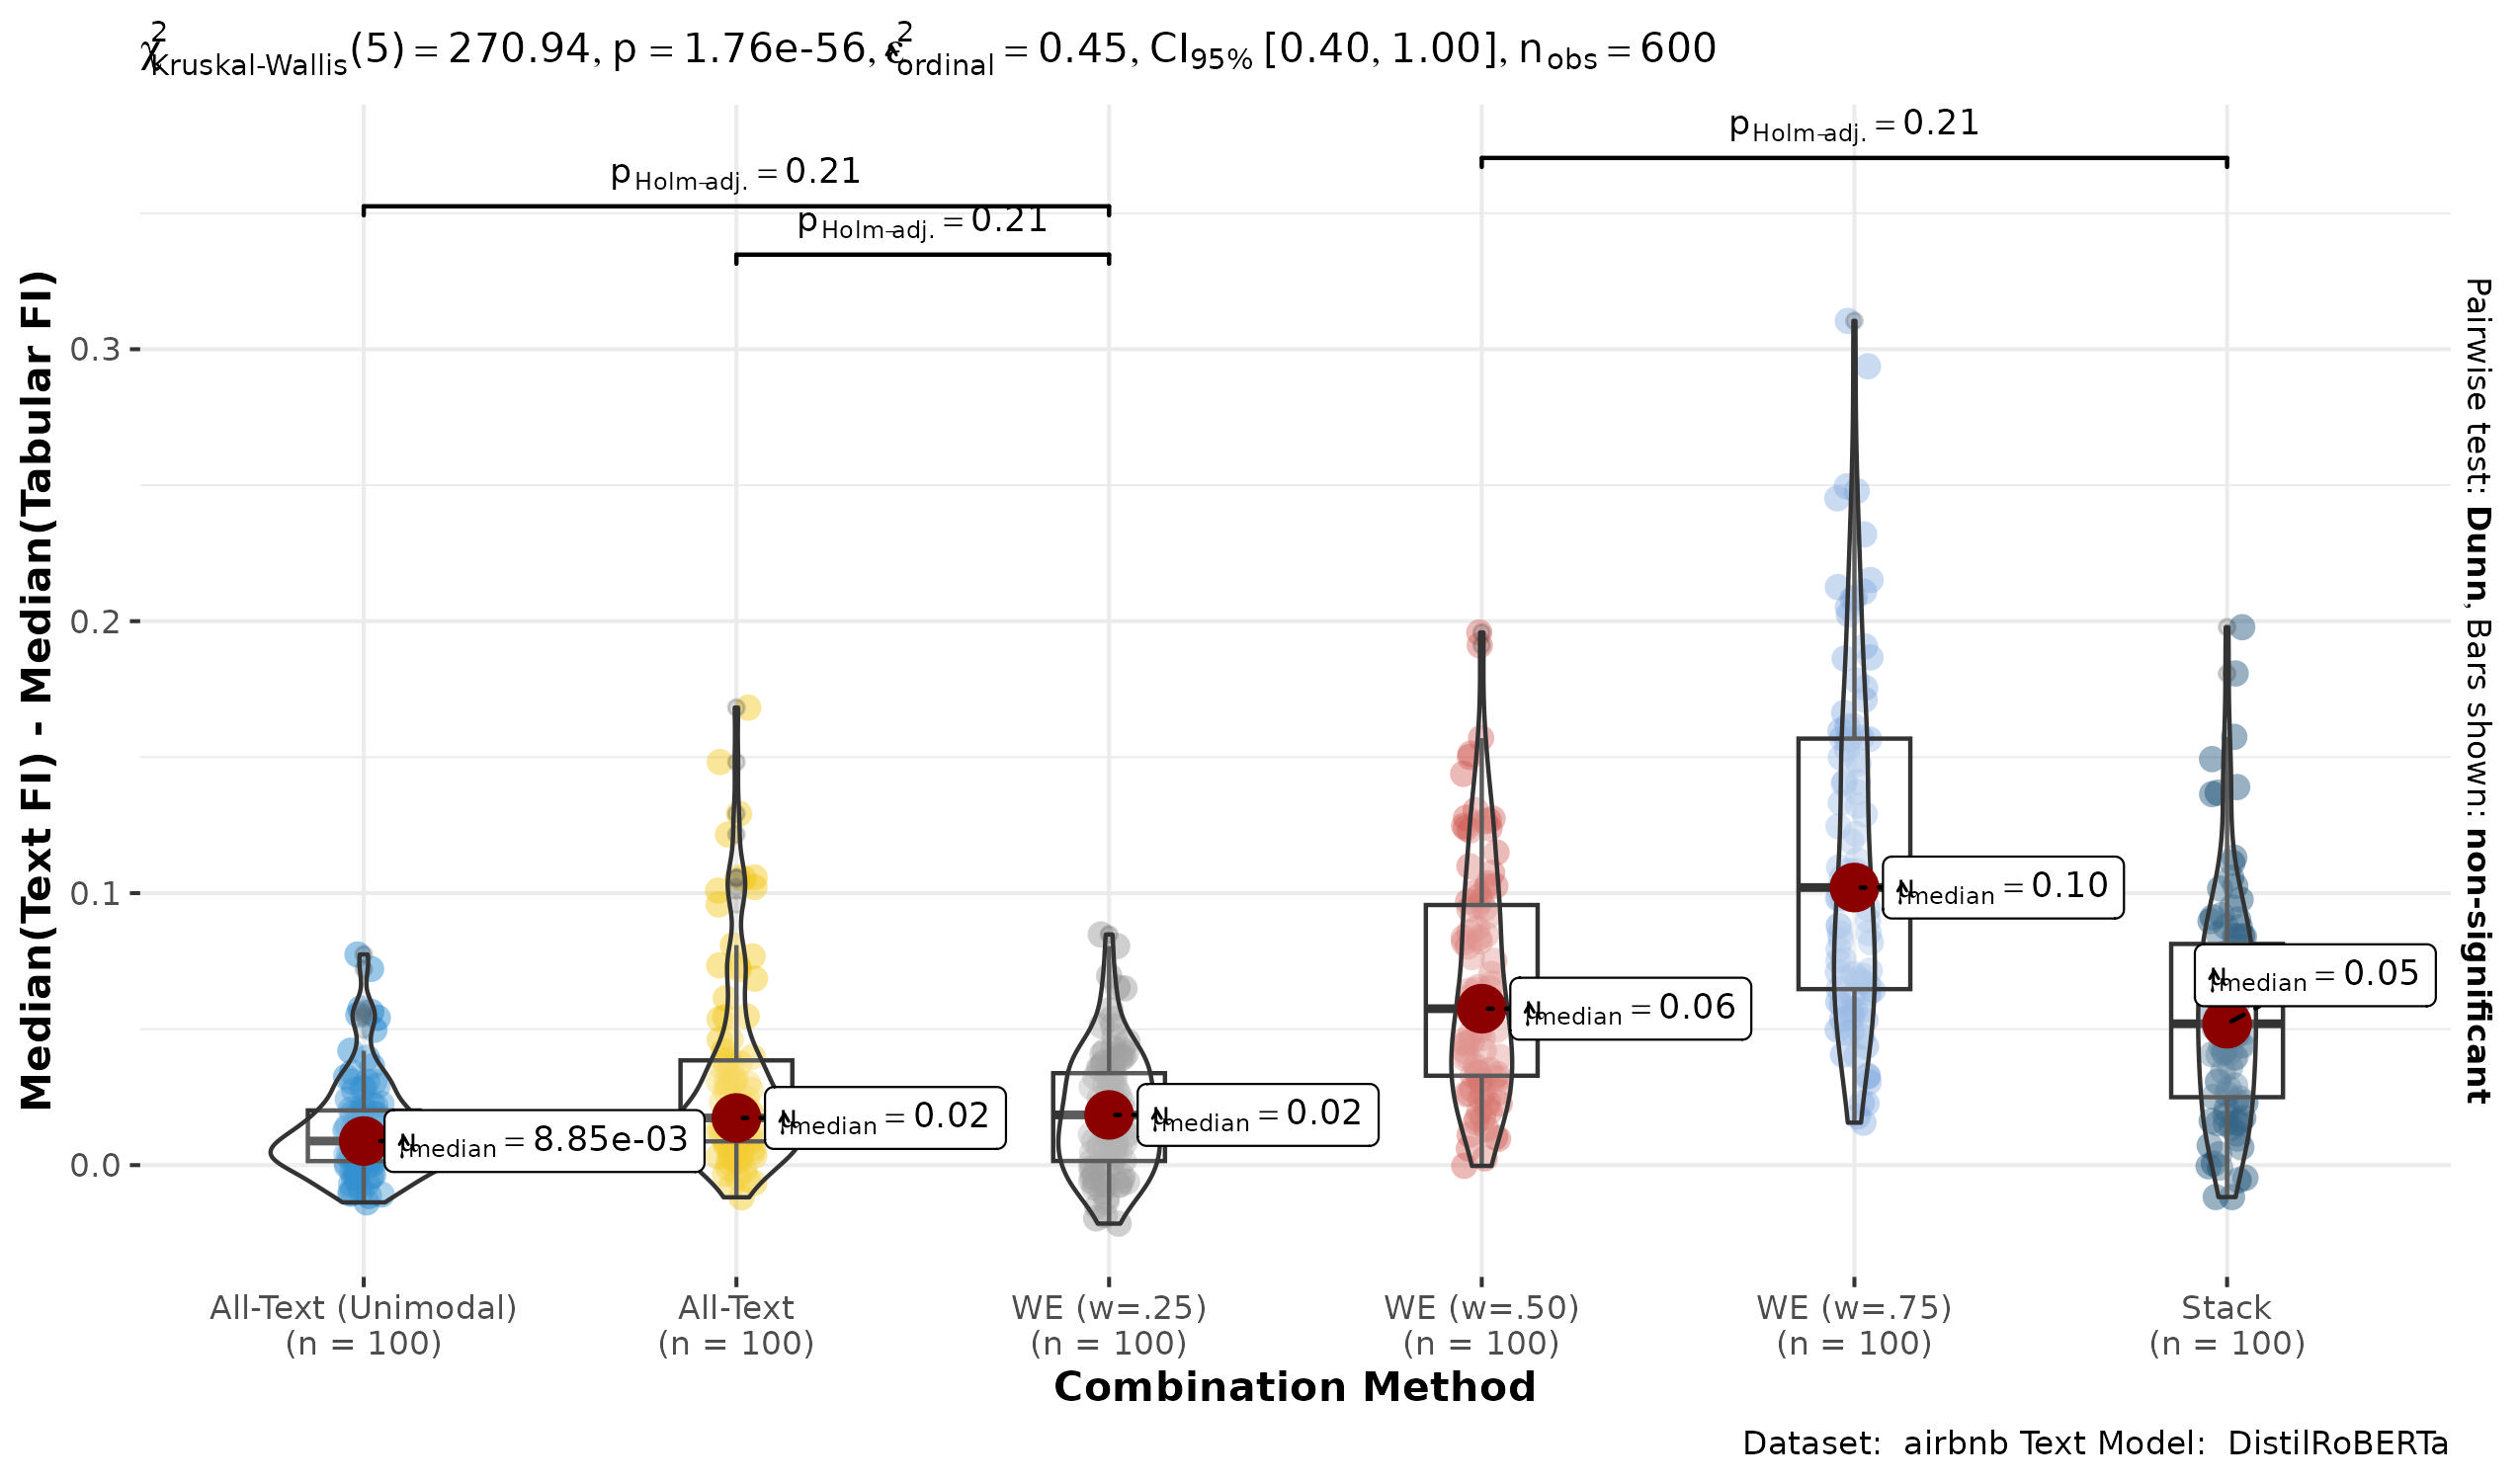 χ²Kruskal-Wallis(5) = 270.94, p = 1.76e-56, ε²ordinal = 0.45, CI95% [0.40, 1.00], nobs = 600
pHolm-adj. = 0.21
pHolm-adj. = 0.21
pHolm-adj. = 0.21
Median(Text FI) - Median(Tabular FI)
0.3
0.2
0.1
0.0
μ̂median = 8.85e-03
μ̂median = 0.02
μ̂median = 0.02
μ̂median = 0.06
μ̂median = 0.10
μ̂median = 0.05
Pairwise test: Dunn, Bars shown: non-significant
All-Text (Unimodal)
(n = 100)
All-Text
(n = 100)
WE (w=.25)
(n = 100)
WE (w=.50)
(n = 100)
WE (w=.75)
(n = 100)
Stack
(n = 100)
Combination Method
Dataset:  airbnb Text Model:  DistilRoBERTa